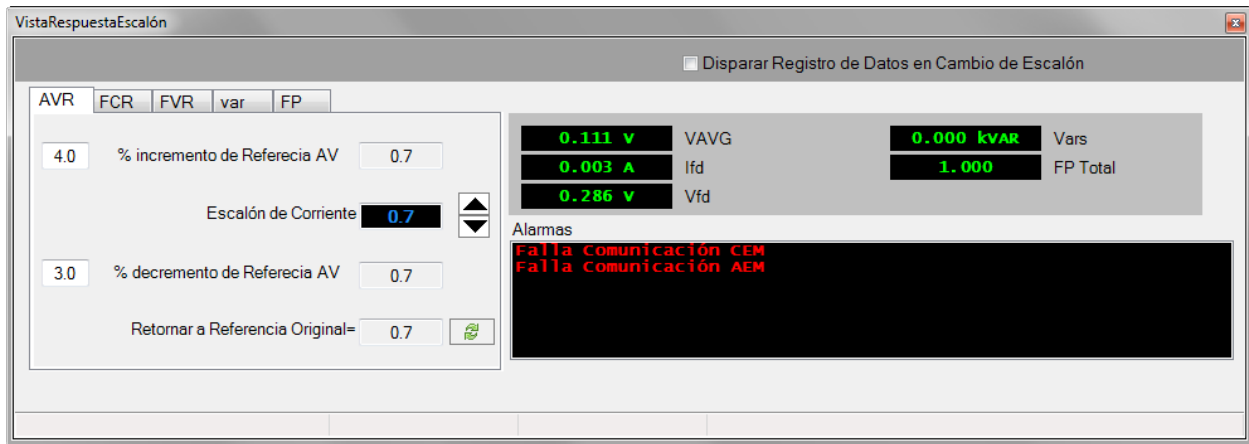 VistaRespuestaEscalón
Disparar Registro de Datos en Cambio de Escalón
AVR FCR FVR var FP
4.0 % incremento de Referecia AV 0.7
Escalón de Corriente 0.7
3.0 % decremento de Referecia AV 0.7
Retornar a Referencia Original= 0.7
0.111 V VAVG 0.000 kVAR Vars
0.003 A Ifd 1.000 FP Total
0.286 V Vfd
Alarmas
Falla Comunicación CEM
Falla Comunicación AEM